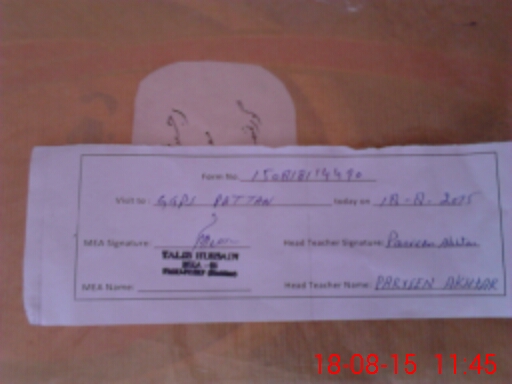 Form No. 150818114490
Visit to: GGPS PATTAN today on 18-8-2015
MEA Signature: Head Teacher Signature: Parveen Akhtar
TALIB HUSSAIN
MEA Name: Head Teacher Name: PARVEEN AKHTAR
18-08-15 11:45